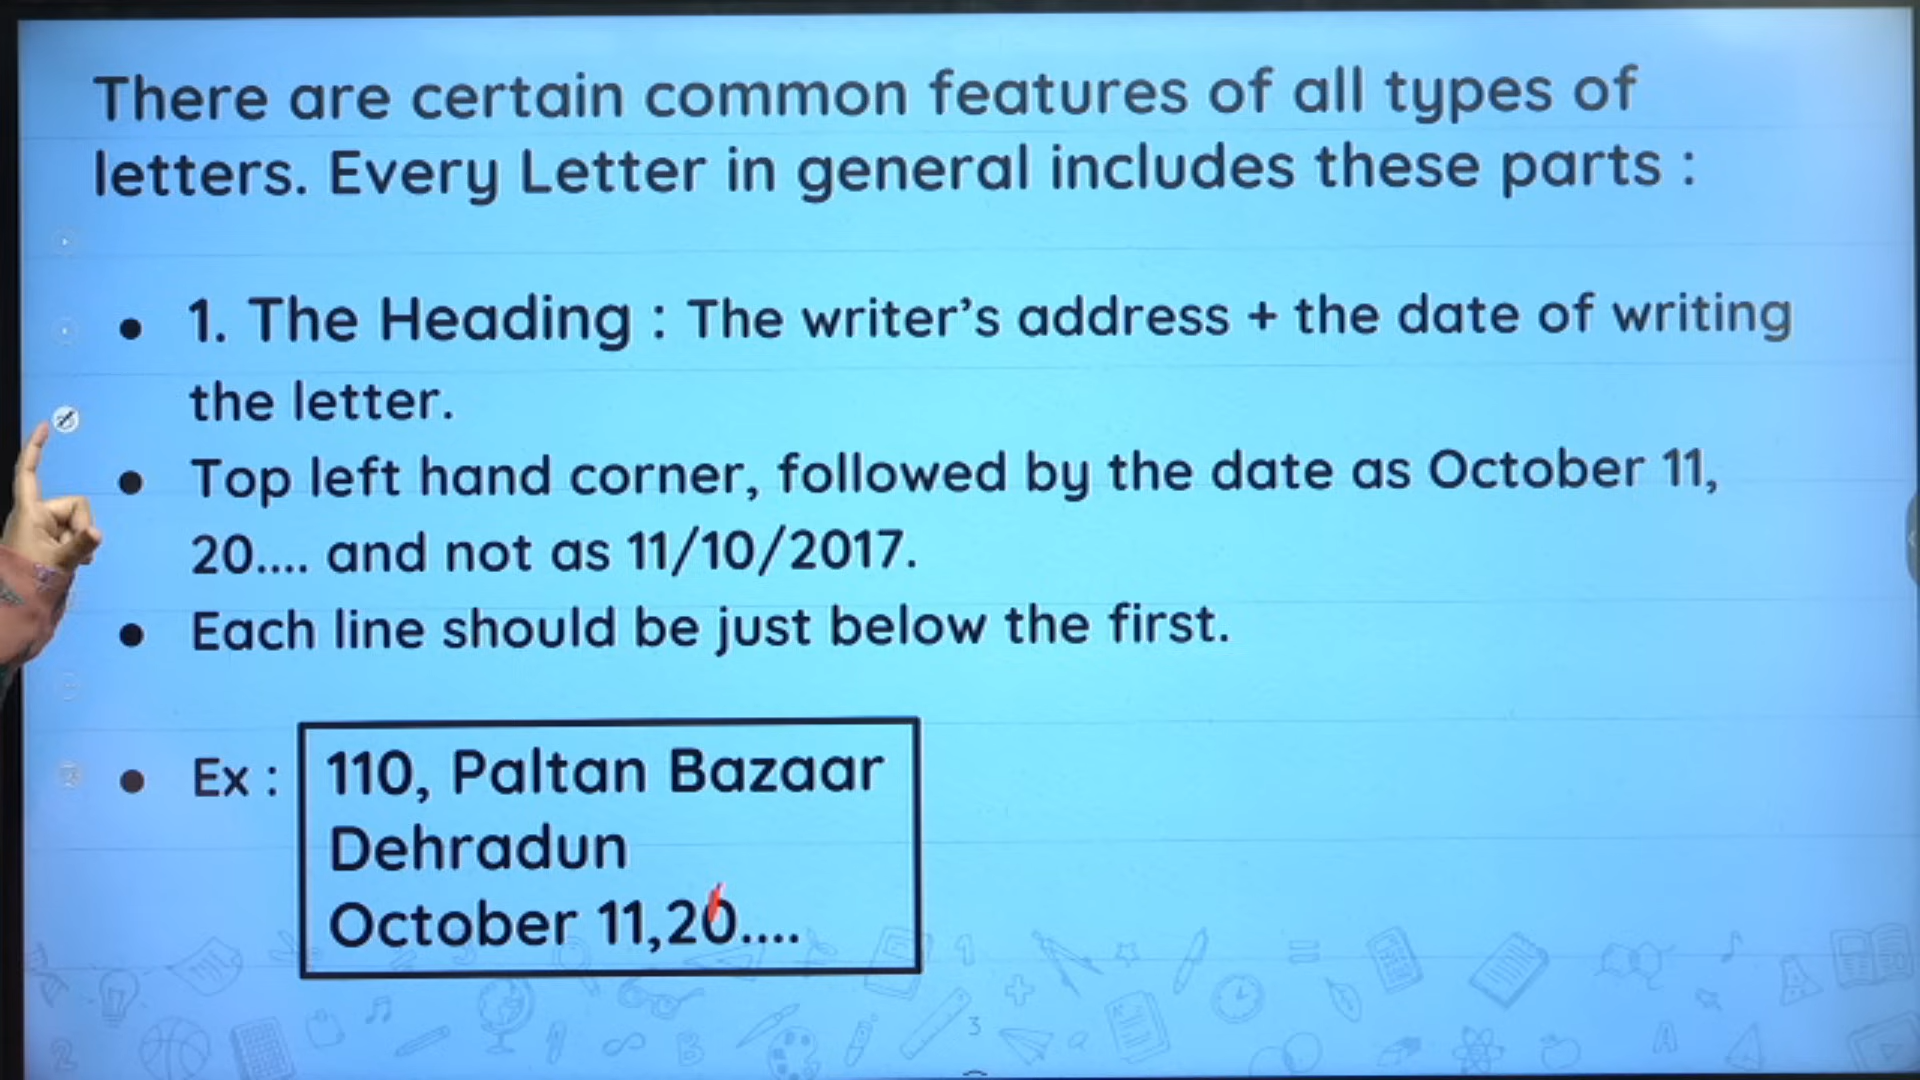 There are certain common features of all types of
letters. Every Letter in general includes these parts :
• 1. The Heading : The writer's address + the date of writing
the letter.
• Top left hand corner, followed by the date as October 11,
20.... and not as 11/10/2017.
• Each line should be just below the first.
• Ex : 110, Paltan Bazaar
Dehradun
October 11,20....
3